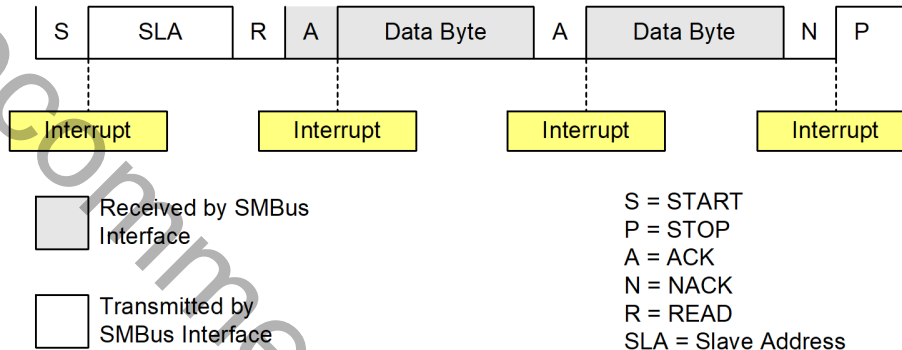 S SLA R A Data Byte A Data Byte N P
Interrupt Interrupt Interrupt Interrupt
Received by SMBus
Interface
Transmitted by
SMBus Interface
S = START
P = STOP
A = ACK
N = NACK
R = READ
SLA = Slave Address